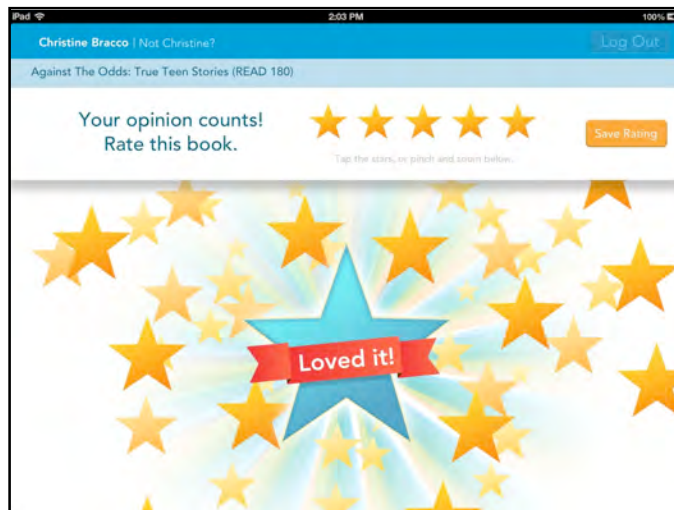 iPad 2:03 PM 100%
Christine Bracco | Not Christine? Log Out
Against The Odds: True Teen Stories (READ 180)
Your opinion counts!
Rate this book.
Save Rating
Tap the stars, or pinch and zoom below.
Loved it!